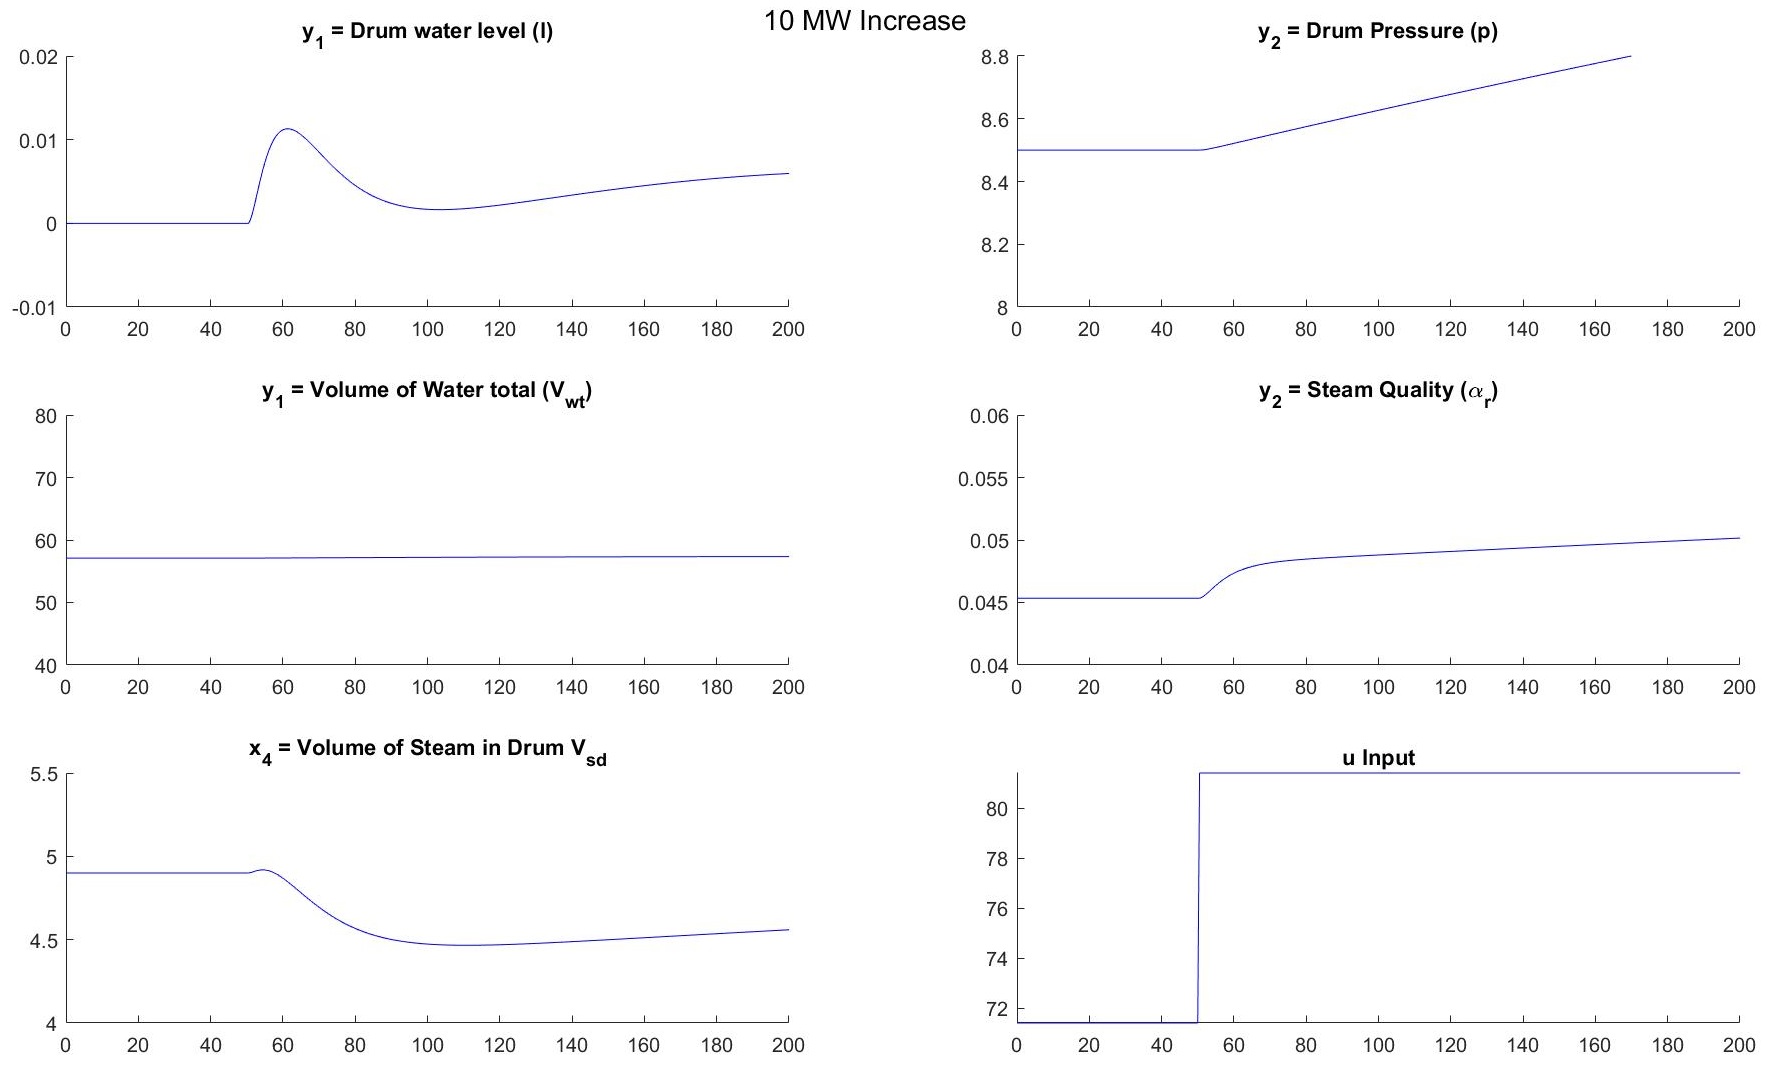 10 MW Increase
y1 = Drum water level (l)
0.02
0.01
0
-0.01
0 20 40 60 80 100 120 140 160 180 200
y2 = Drum Pressure (p)
8.8
8.6
8.4
8.2
8
0 20 40 60 80 100 120 140 160 180 200
y1 = Volume of Water total (Vwt)
80
70
60
50
40
0 20 40 60 80 100 120 140 160 180 200
y2 = Steam Quality (αr)
0.06
0.055
0.05
0.045
0.04
0 20 40 60 80 100 120 140 160 180 200
x4 = Volume of Steam in Drum Vsd
5.5
5
4.5
4
0 20 40 60 80 100 120 140 160 180 200
u Input
80
78
76
74
72
0 20 40 60 80 100 120 140 160 180 200